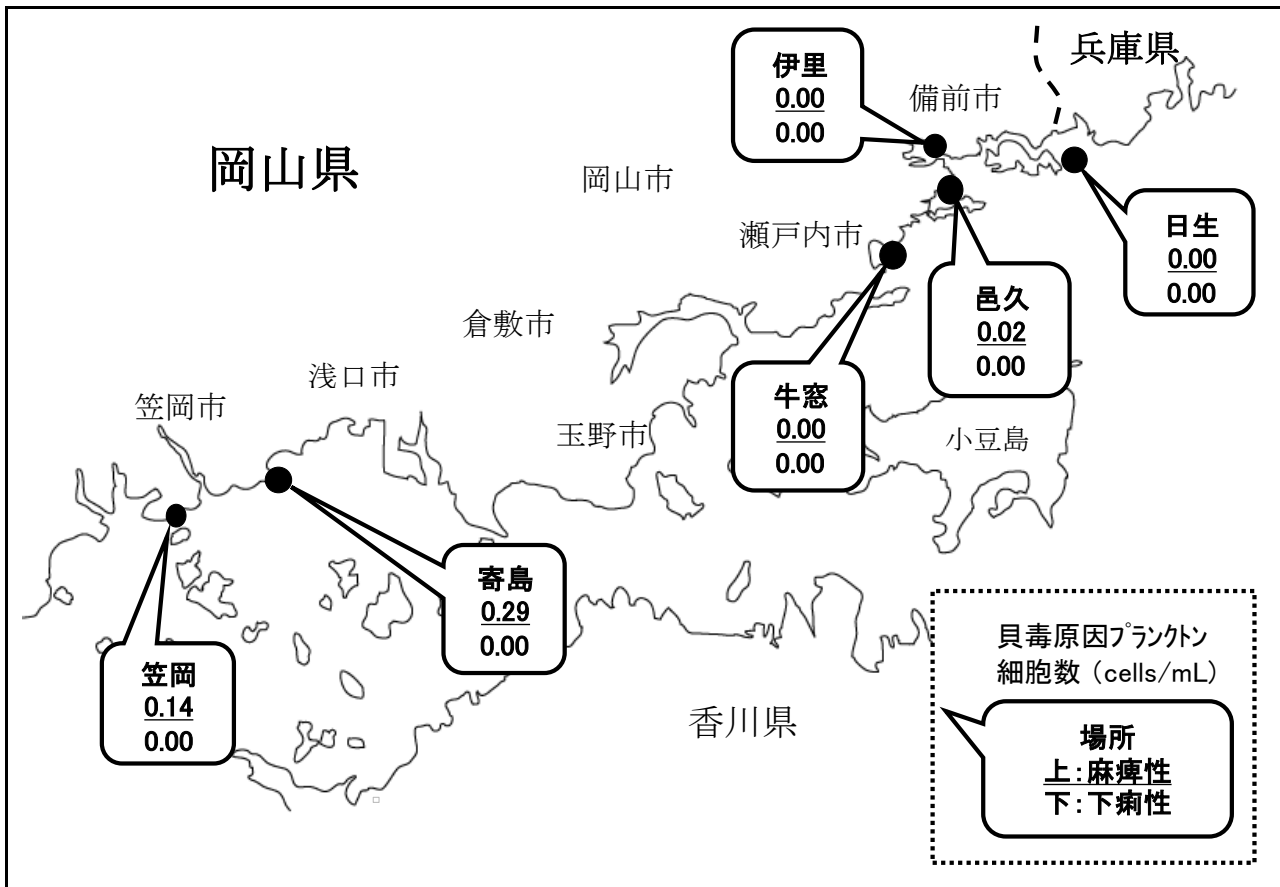 兵庫県
伊里
0.00
0.00
備前市
岡山県
岡山市
日生
0.00
0.00
瀬戸内市
邑久
0.02
0.00
倉敷市
牛窓
0.00
0.00
浅口市
笠岡市
玉野市
小豆島
寄島
0.29
0.00
笠岡
0.14
0.00
香川県
貝毒原因ﾌﾟﾗﾝｸﾄﾝ
細胞数（cells/mL）
場所
上：麻痺性
下：下痢性